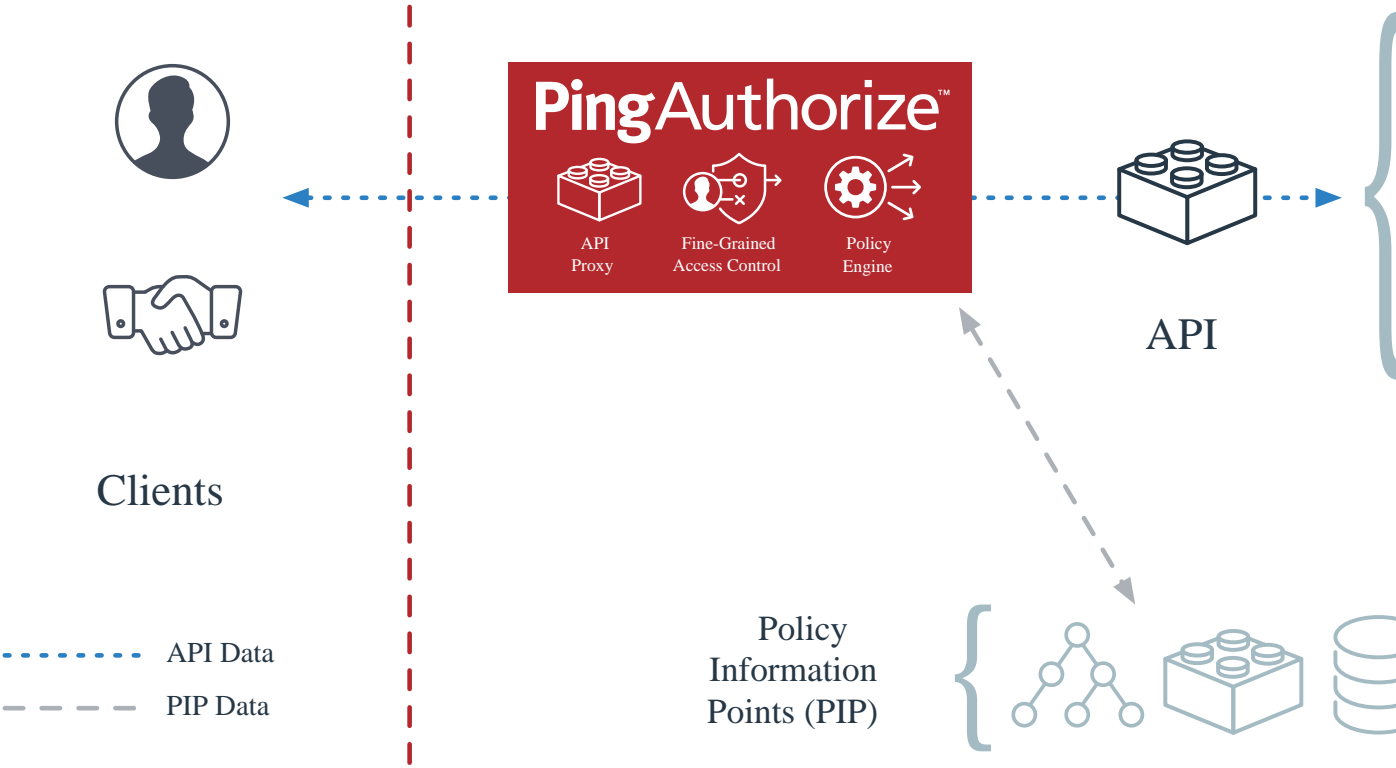 PingAuthorize™
API
Proxy
Fine-Grained
Access Control
Policy
Engine
API
Clients
API Data
PIP Data
Policy
Information
Points (PIP)